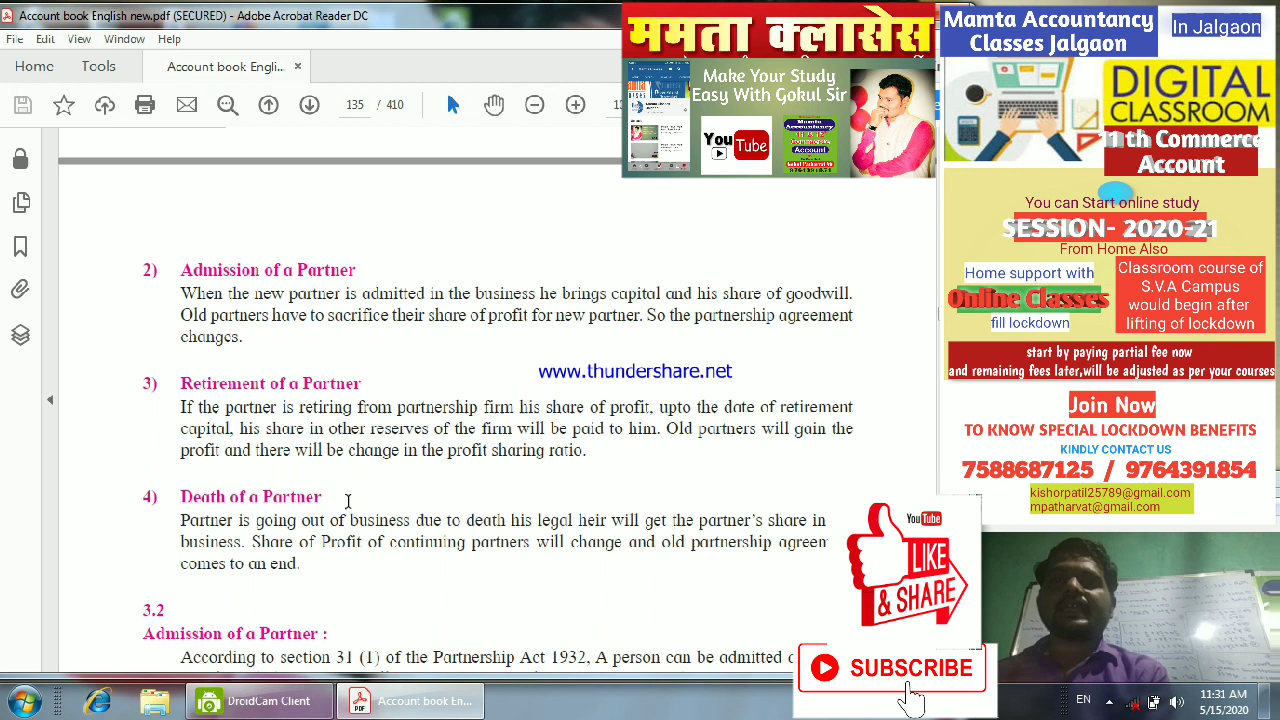 Account book English new.pdf (SECURED) - Adobe Acrobat Reader DC
File Edit View Window Help
Home Tools Account book Engli... ×
135 / 410
ममता क्लासेस
Make Your Study
Easy With Gokul Sir
You Tube
Mamta
Accountancy
Commerce
Account
9764391854
Mamta Accountancy
Classes Jalgaon
In Jalgaon
DIGITAL
CLASSROOM
1 th Commerce
Account
You can Start online study
SESSION- 2020-21
From Home Also
Home support with
Online Classes
fill lockdown
Classroom course of
S.V.A Campus
would begin after
lifting of lockdown
start by paying partial fee now
and remaining fees later,will be adjusted as per your courses
Join Now
TO KNOW SPECIAL LOCKDOWN BENEFITS
KINDLY CONTACT US
7588687125 / 9764391854
kishorpatil25789@gmail.com
mpatharvat@gmail.com
2) Admission of a Partner
When the new partner is admitted in the business he brings capital and his share of goodwill.
Old partners have to sacrifice their share of profit for new partner. So the partnership agreement
changes.
www.thundershare.net
3) Retirement of a Partner
If the partner is retiring from partnership firm his share of profit, upto the date of retirement
capital, his share in other reserves of the firm will be paid to him. Old partners will gain the
profit and there will be change in the profit sharing ratio.
4) Death of a Partner
Partner is going out of business due to death his legal heir will get the partner's share in
business. Share of Profit of continuing partners will change and old partnership agreem
comes to an end.
3.2
Admission of a Partner :
According to section 31 (1) of the Partnership Act 1932, A person can be admitted
YouTube
LIKE
& SHARE
SUBSCRIBE
DroidCam Client
Account book En...
EN
11:31 AM
5/15/2020